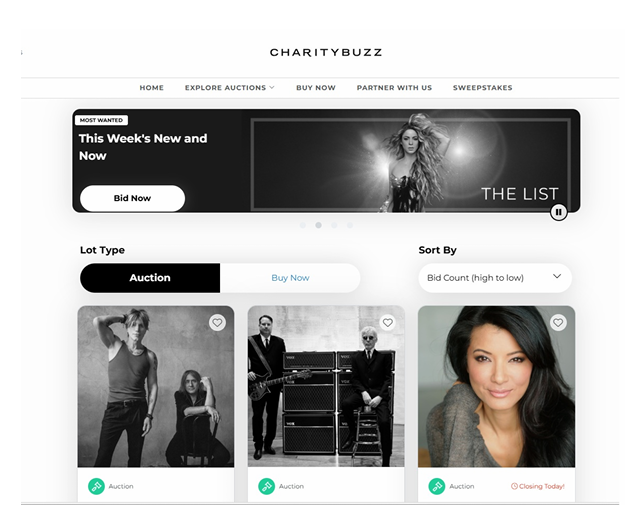 CHARITYBUZZ
HOME EXPLORE AUCTIONS BUY NOW PARTNER WITH US SWEEPSTAKES
MOST WANTED
This Week's New and
Now
Bid Now
THE LIST
Lot Type
Sort By
Auction Buy Now
Bid Count (high to low)
Auction
Auction
Auction Closing Today!